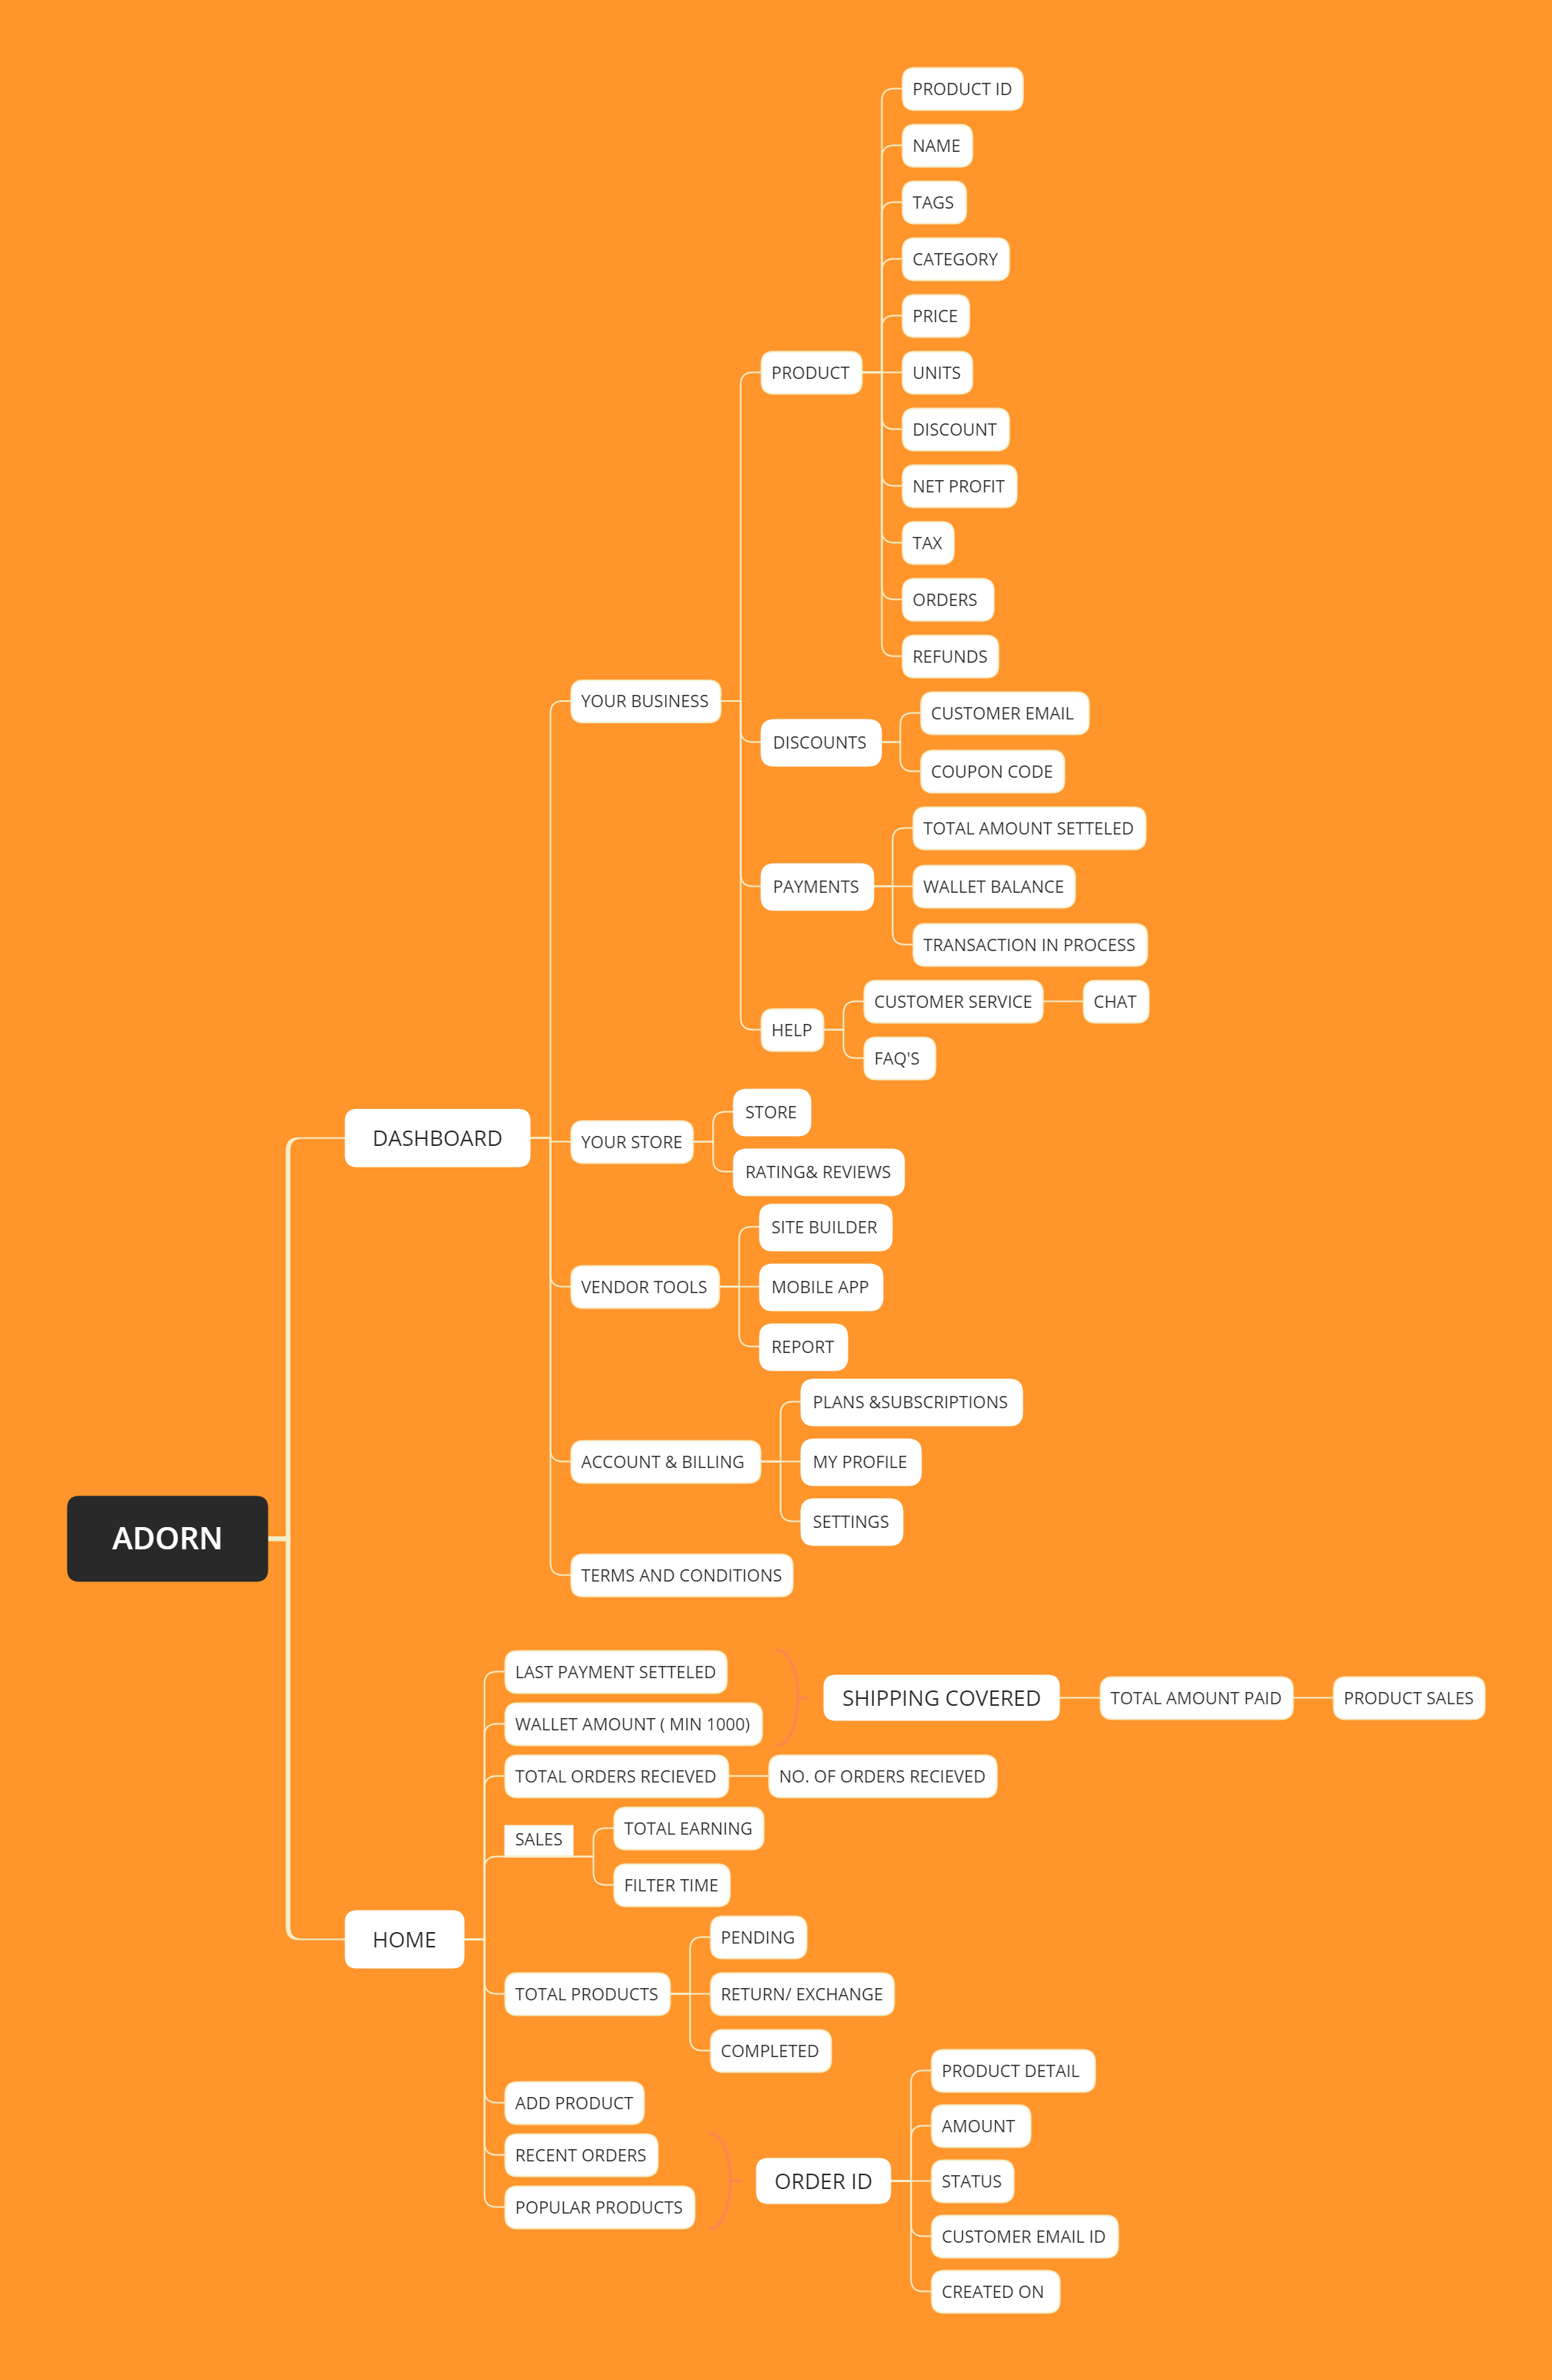 PRODUCT ID
NAME
TAGS
CATEGORY
PRICE
PRODUCT
UNITS
DISCOUNT
NET PROFIT
TAX
ORDERS
REFUNDS
YOUR BUSINESS
CUSTOMER EMAIL
DISCOUNTS
COUPON CODE
TOTAL AMOUNT SETTELED
PAYMENTS
WALLET BALANCE
TRANSACTION IN PROCESS
CUSTOMER SERVICE
CHAT
HELP
FAQ'S
DASHBOARD
STORE
YOUR STORE
RATING& REVIEWS
SITE BUILDER
VENDOR TOOLS
MOBILE APP
REPORT
PLANS &SUBSCRIPTIONS
ACCOUNT & BILLING
MY PROFILE
SETTINGS
ADORN
TERMS AND CONDITIONS
LAST PAYMENT SETTELED
SHIPPING COVERED
TOTAL AMOUNT PAID
PRODUCT SALES
WALLET AMOUNT ( MIN 1000)
TOTAL ORDERS RECIEVED
NO. OF ORDERS RECIEVED
SALES
TOTAL EARNING
FILTER TIME
HOME
PENDING
TOTAL PRODUCTS
RETURN/ EXCHANGE
COMPLETED
ADD PRODUCT
RECENT ORDERS
POPULAR PRODUCTS
ORDER ID
PRODUCT DETAIL
AMOUNT
STATUS
CUSTOMER EMAIL ID
CREATED ON